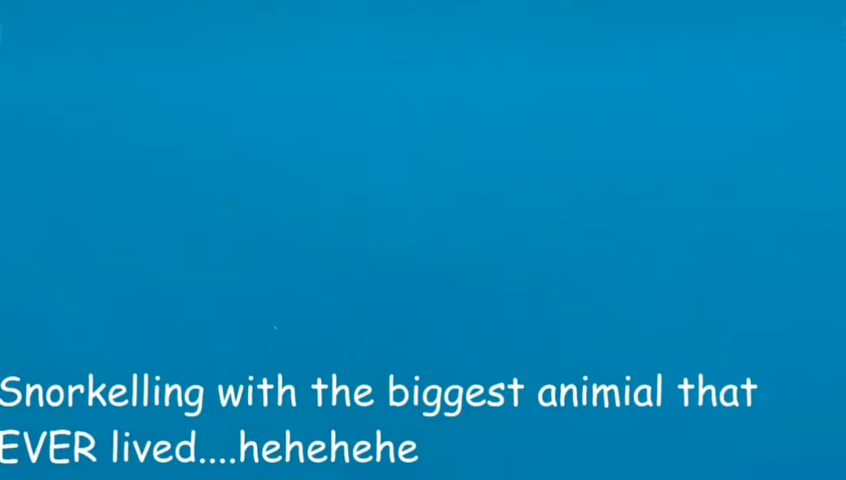 Snorkelling with the biggest animial that
EVER lived....hehehehe